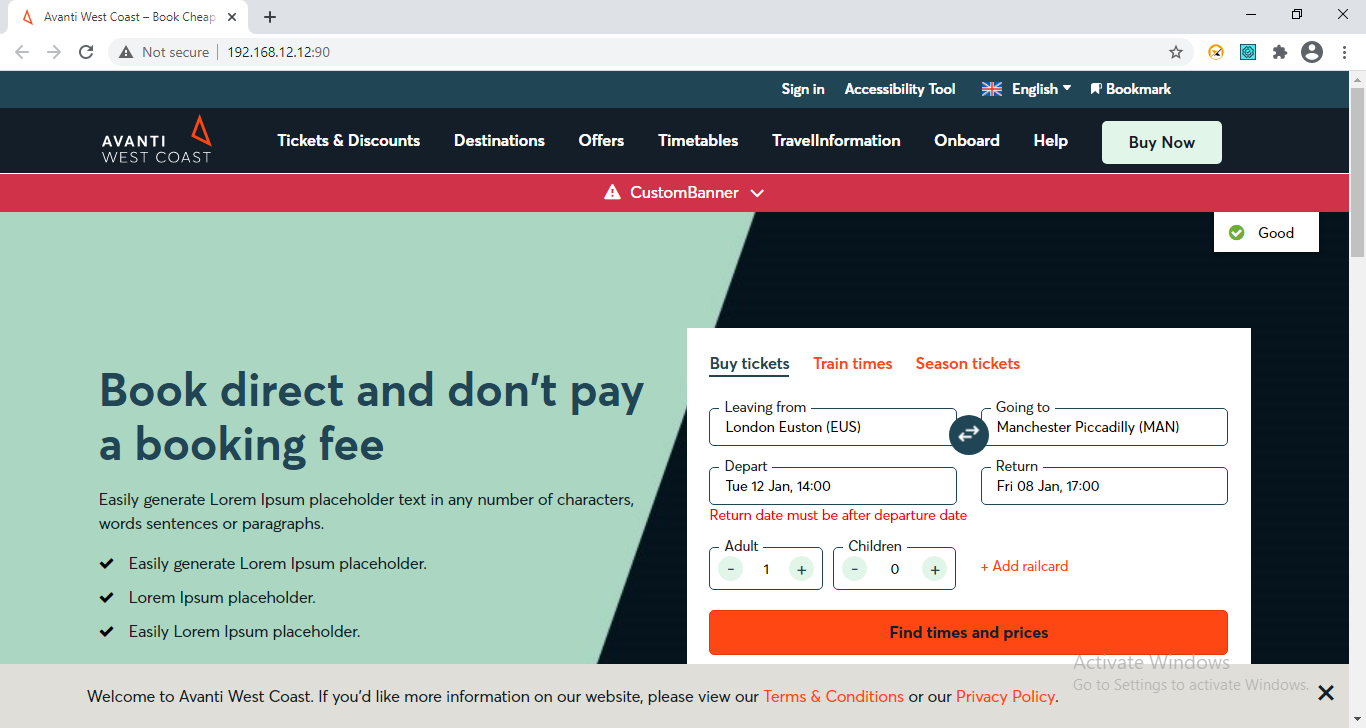 Avanti West Coast – Book Cheap
Not secure 192.168.12.12:90
Sign in Accessibility Tool English Bookmark
AVANTI
WEST COAST
Tickets & Discounts Destinations Offers Timetables TravelInformation Onboard Help Buy Now
CustomBanner
Good
Book direct and don't pay
a booking fee
Easily generate Lorem Ipsum placeholder text in any number of characters,
words sentences or paragraphs.
Easily generate Lorem Ipsum placeholder.
Lorem Ipsum placeholder.
Easily Lorem Ipsum placeholder.
Buy tickets Train times Season tickets
Leaving from Going to
London Euston (EUS) Manchester Piccadilly (MAN)
Depart Return
Tue 12 Jan, 14:00 Fri 08 Jan, 17:00
Return date must be after departure date
Adult Children
- 1 + - 0 + + Add railcard
Find times and prices
Activate Windows
Go to Settings to activate Windows.
Welcome to Avanti West Coast. If you'd like more information on our website, please view our Terms & Conditions or our Privacy Policy.